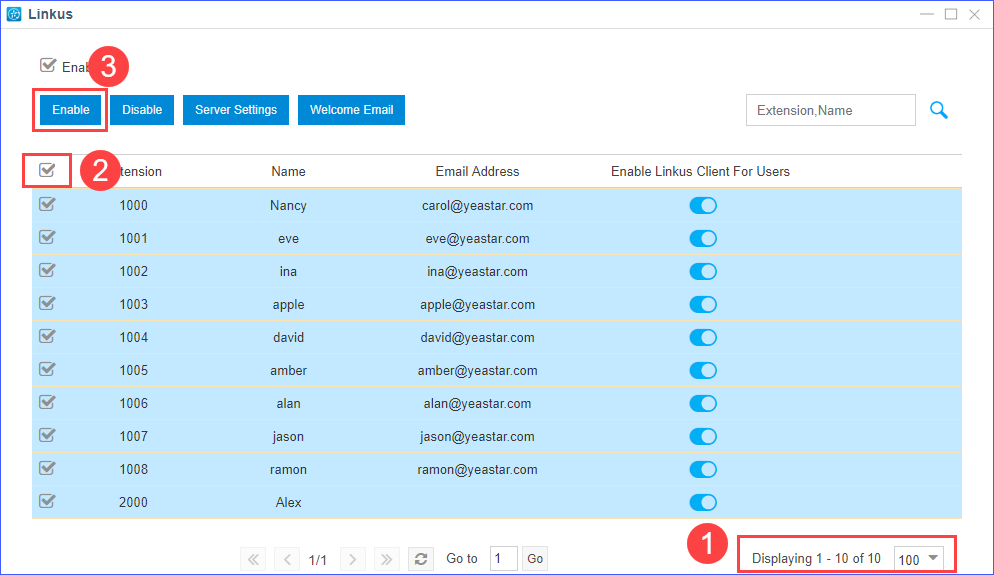 Linkus
Enab
3
Enable Disable Server Settings Welcome Email Extension,Name
2
tension Name Email Address Enable Linkus Client For Users
1000 Nancy carol@yeastar.com
1001 eve eve@yeastar.com
1002 ina ina@yeastar.com
1003 apple apple@yeastar.com
1004 david david@yeastar.com
1005 amber amber@yeastar.com
1006 alan alan@yeastar.com
1007 jason jason@yeastar.com
1008 ramon ramon@yeastar.com
2000 Alex
1
1/1 Go to 1 Go Displaying 1 - 10 of 10 100